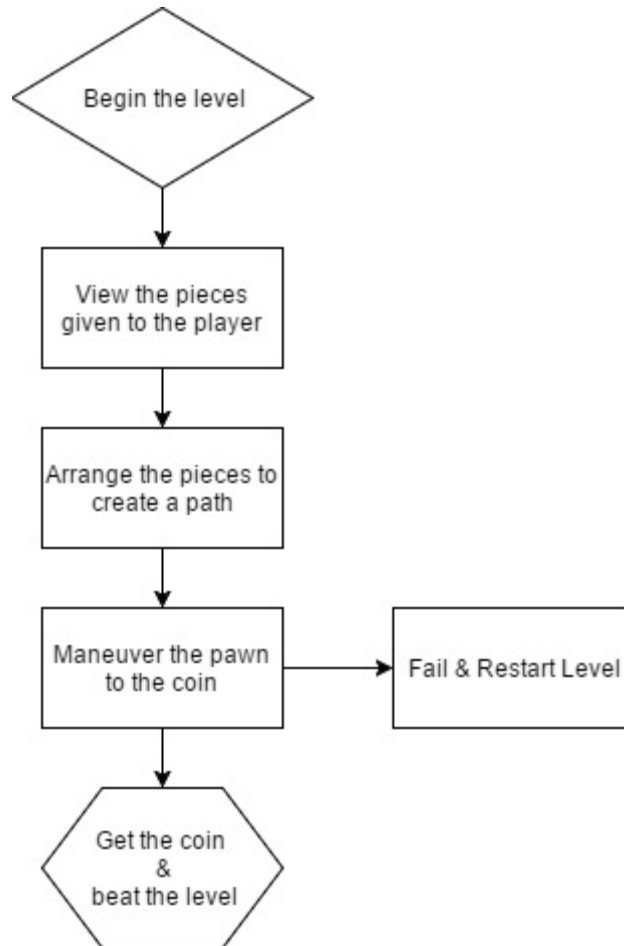 Begin the level
View the pieces
given to the player
Arrange the pieces to
create a path
Maneuver the pawn
to the coin
Fail & Restart Level
Get the coin
&
beat the level